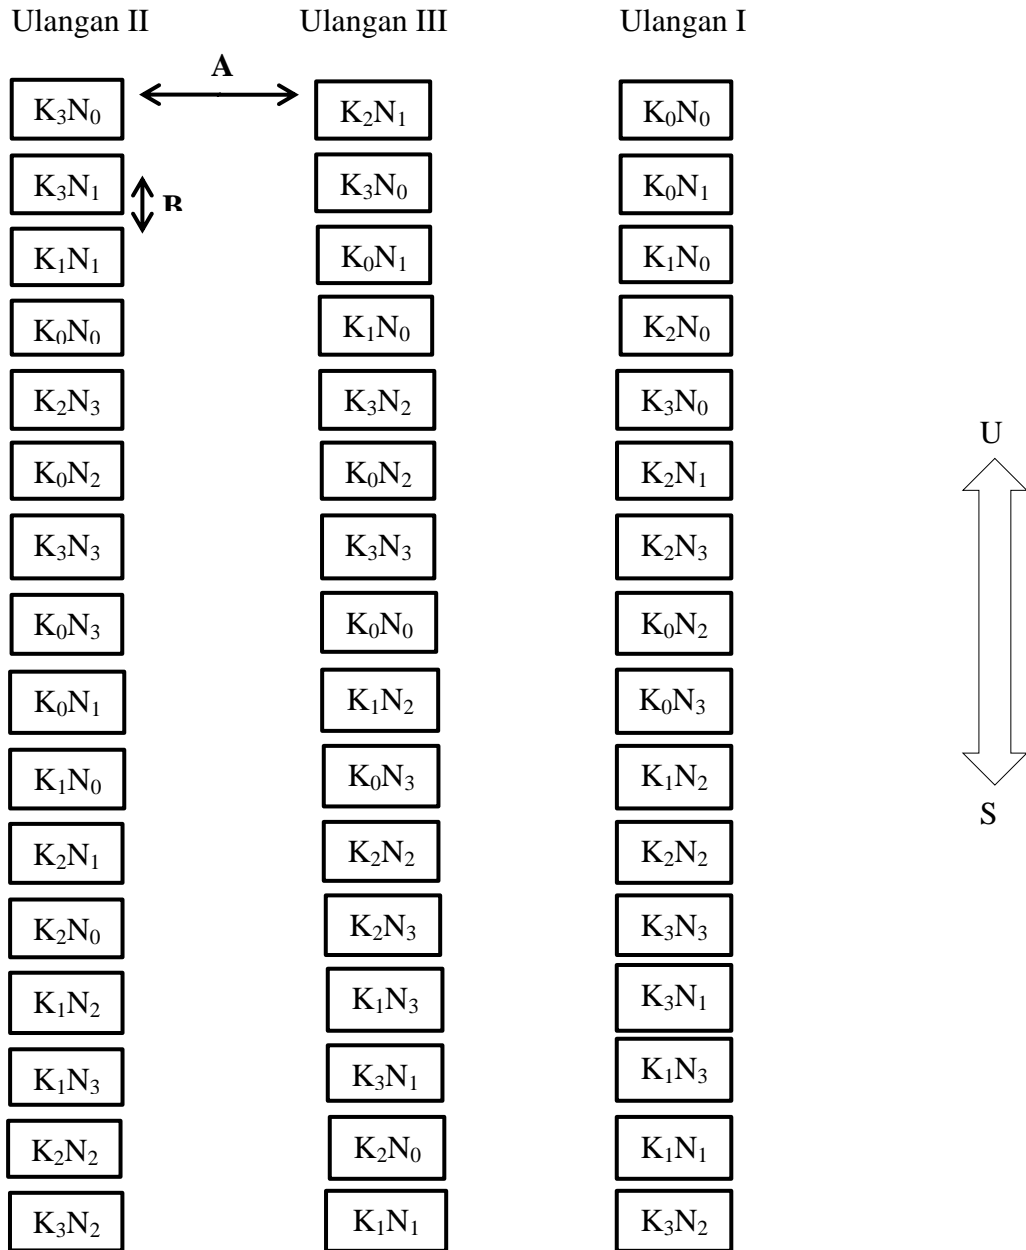 Ulangan II Ulangan III Ulangan I
A
K₃N₀ K₂N₁ K₀N₀
K₃N₁ B K₃N₀ K₀N₁
K₁N₁ K₀N₁ K₁N₀
K₀N₀ K₁N₀ K₂N₀
K₂N₃ K₃N₂ K₃N₀
U
K₀N₂ K₀N₂ K₂N₁
K₃N₃ K₃N₃ K₂N₃
K₀N₃ K₀N₀ K₀N₂
K₀N₁ K₁N₂ K₀N₃
K₁N₀ K₀N₃ K₁N₂
S
K₂N₁ K₂N₂ K₂N₂
K₂N₀ K₂N₃ K₃N₃
K₁N₂ K₁N₃ K₃N₁
K₁N₃ K₃N₁ K₁N₃
K₂N₂ K₂N₀ K₁N₁
K₃N₂ K₁N₁ K₃N₂